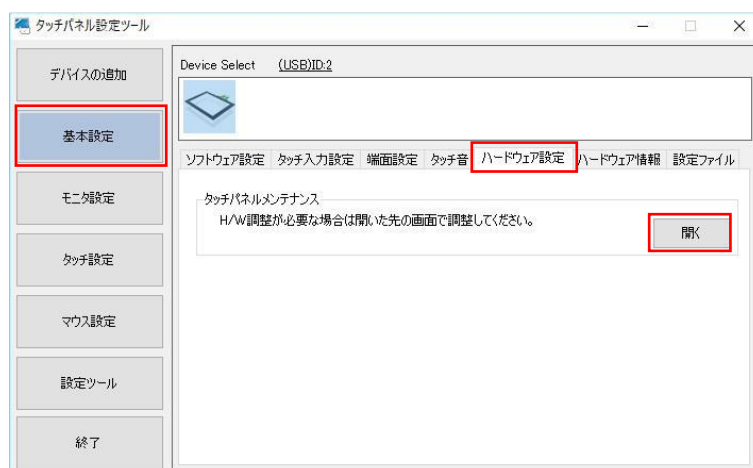 タッチパネル設定ツール
デバイスの追加
基本設定
モニタ設定
タッチ設定
マウス設定
設定ツール
終了
Device Select (USB)ID:2
ソフトウェア設定 タッチ入力設定 端面設定 タッチ音 ハードウェア設定 ハードウェア情報 設定ファイル
タッチパネルメンテナンス
H/W調整が必要な場合は開いた先の画面で調整してください。
開く